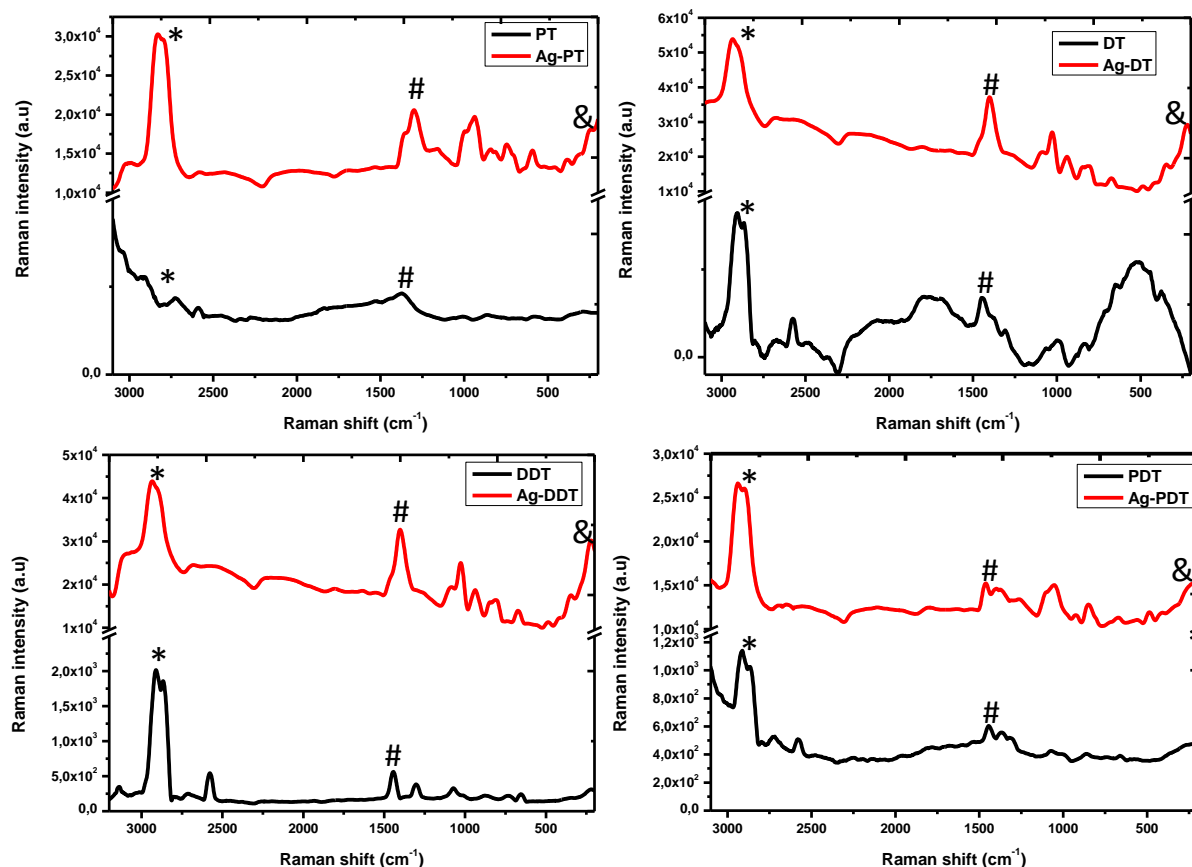 3,0x10⁴
2,5x10⁴
2,0x10⁴
1,5x10⁴
1,0x10⁴
0,0
Raman intensity (a.u)
*
#
&
*
#
PT
Ag-PT
3000 2500 2000 1500 1000 500
Raman shift (cm⁻¹)
6x10⁴
5x10⁴
4x10⁴
3x10⁴
2x10⁴
1x10⁴
0,0
Raman intensity (a.u)
*
#
&
*
#
DT
Ag-DT
3000 2500 2000 1500 1000 500
Raman shift (cm⁻¹)
5x10⁴
4x10⁴
3x10⁴
2x10⁴
1x10⁴
2,0x10³
1,5x10³
1,0x10³
5,0x10²
0,0
Raman intensity (a.u)
*
#
&
*
#
DDT
Ag-DDT
3000 2500 2000 1500 1000 500
Raman shift (cm⁻¹)
3,0x10⁴
2,5x10⁴
2,0x10⁴
1,5x10⁴
1,0x10⁴
1,2x10³
1,0x10³
8,0x10²
6,0x10²
4,0x10²
2,0x10²
0,0
Raman intensity (a.u)
*
#
&
*
#
PDT
Ag-PDT
3000 2500 2000 1500 1000 500
Raman shift (cm⁻¹)